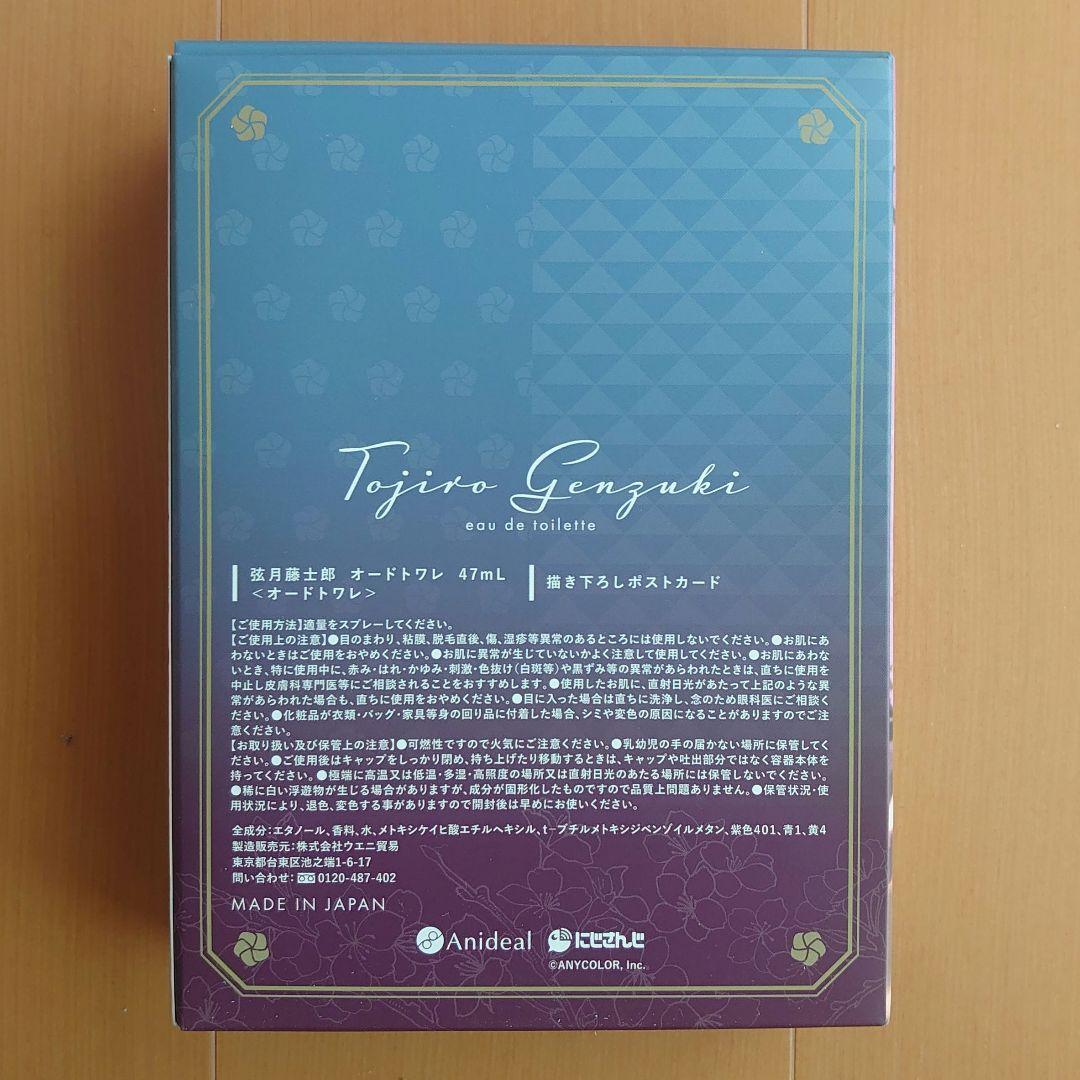 Tojiro Genzuki
eau de toilette
弦月藤士郎 オードトワレ 47mL
<オードトワレ>
描き下ろしポストカード
【ご使用方法】適量をスプレーしてください。
【ご使用上の注意】●目のまわり、粘膜、脱毛直後、傷、湿疹等異常のあるところには使用しないでください。●お肌にあ
わないときはご使用をおやめください。●お肌に異常が生じていないかよく注意して使用してください。●お肌にあわな
いとき、特に使用中に、赤み・はれ・かゆみ・刺激・色抜け(白斑等)や黒ずみ等の異常があらわれたときは、直ちに使用を
中止し皮膚科専門医等にご相談されることをおすすめします。●使用したお肌に、直射日光があたって上記のような異
常があらわれた場合も、直ちに使用をおやめください。●目に入った場合は直ちに洗浄し、念のため眼科医にご相談く
ださい。●化粧品が衣類・バッグ・家具等身の回り品に付着した場合、シミや変色の原因になることがありますのでご注
意ください。
【お取り扱い及び保管上の注意】●可燃性ですので火気にご注意ください。●乳幼児の手の届かない場所に保管してく
ださい。●ご使用後はキャップをしっかり閉め、持ち上げたり移動するときは、キャップや吐出部分ではなく容器本体を
持ってください。●極端に高温又は低温・多湿・高照度の場所又は直射日光のあたる場所には保管しないでください。
●稀に白い浮遊物が生じる場合がありますが、成分が固形化したものですので品質上問題ありません。●保管状況・使
用状況により、退色、変色する事がありますので開封後は早めにお使いください。
全成分:エタノール、香料、水、メトキシケイヒ酸エチルヘキシル、t-ブチルメトキシジベンゾイルメタン、紫色401、青1、黄4
製造販売元:株式会社ウエニ貿易
東京都台東区池之端1-6-17
問い合わせ:0120-487-402
MADE IN JAPAN
Anideal にじさんじ
©ANYCOLOR, Inc.